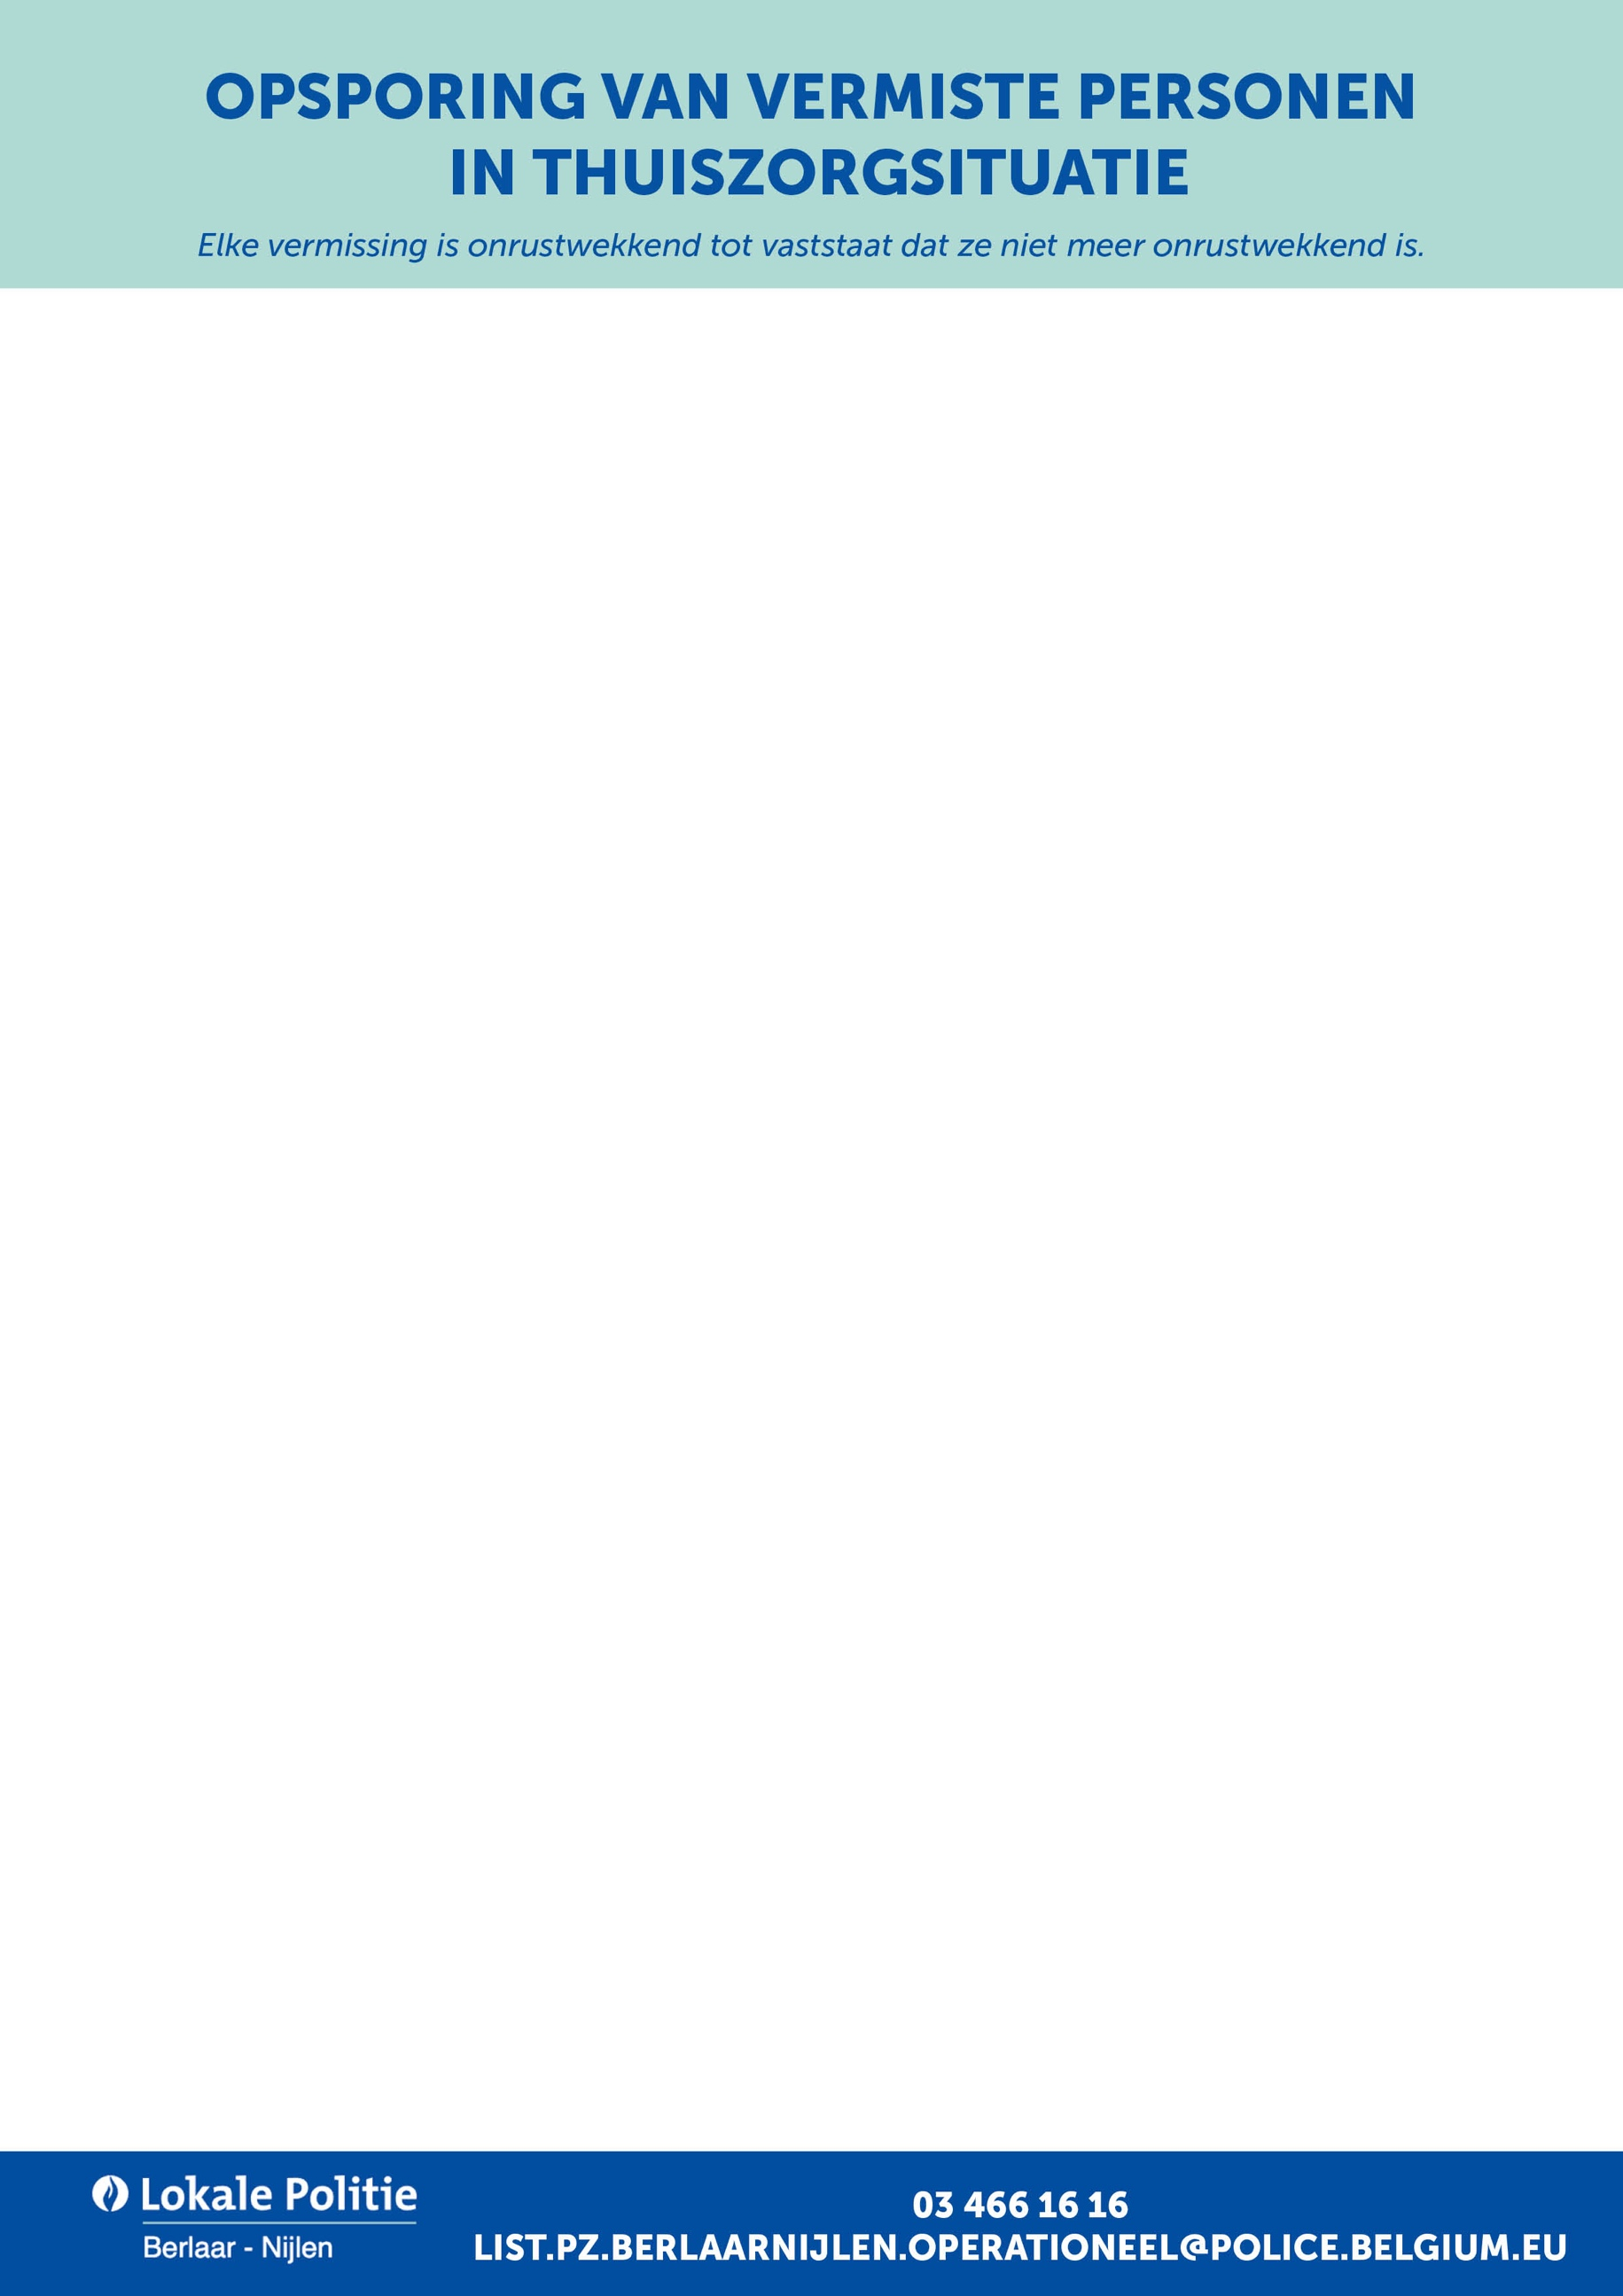 OPSPORING VAN VERMISTE PERSONEN
IN THUISZORGSITUATIE
Elke vermissing is onrustwekkend tot vaststaat dat ze niet meer onrustwekkend is.
Lokale Politie
Berlaar - Nijlen
03 466 16 16
LIST.PZ.BERLAARNIJLEN.OPERATIONEEL@POLICE.BELGIUM.EU